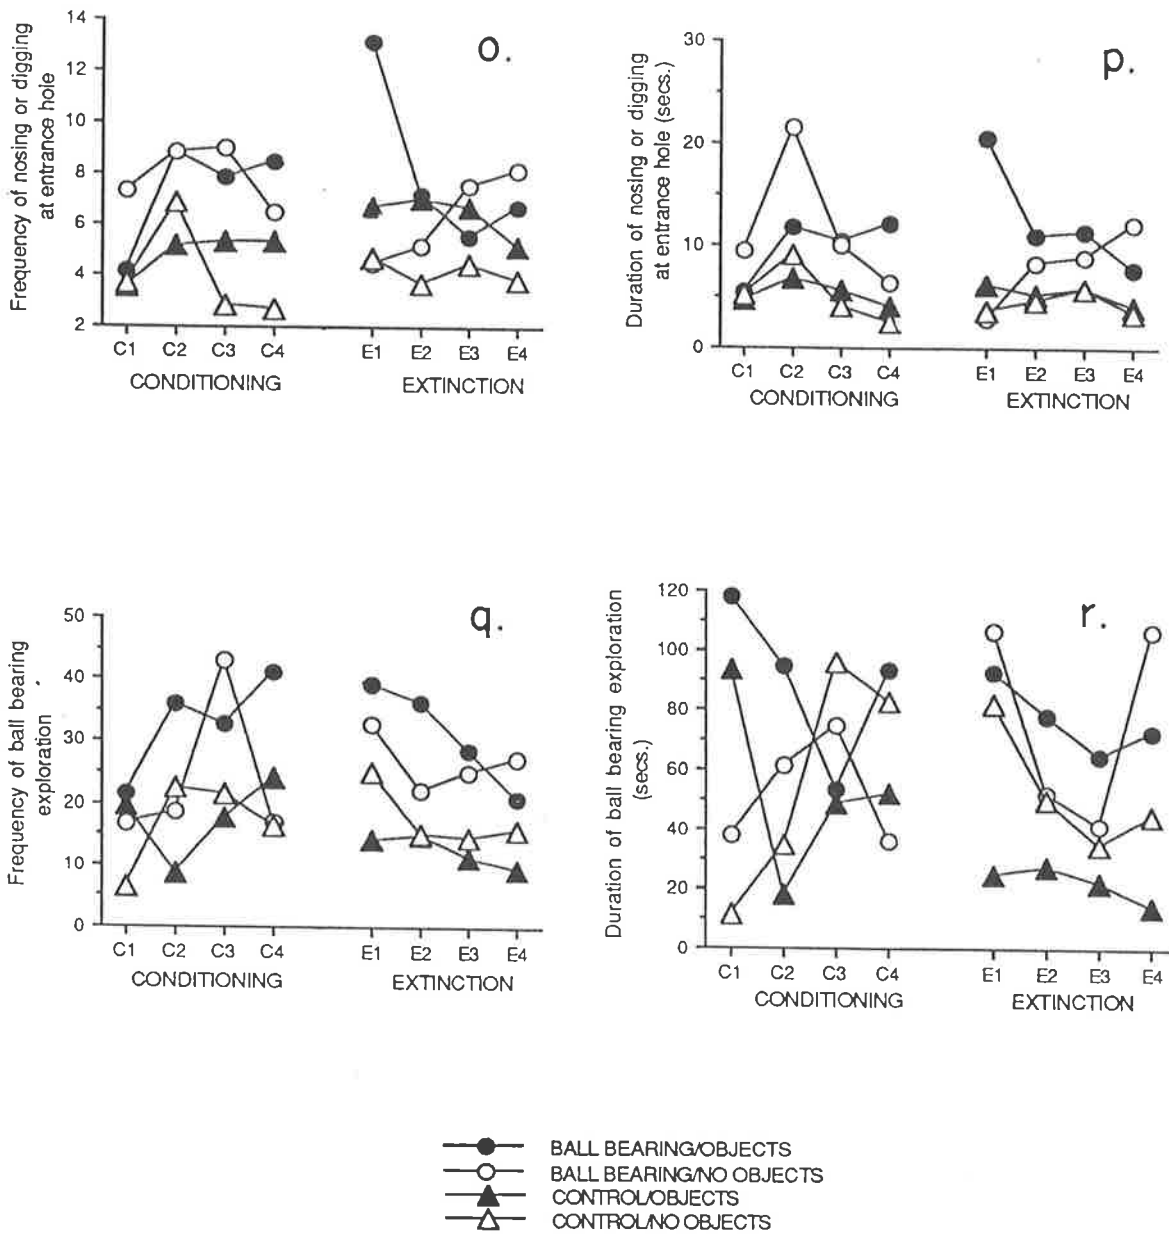 Frequency of nosing or digging
at entrance hole
14
12
10
8
6
4
2
o.
C1 C2 C3 C4 E1 E2 E3 E4
CONDITIONING EXTINCTION
Duration of nosing or digging
at entrance hole (secs.)
30
20
10
0
p.
C1 C2 C3 C4 E1 E2 E3 E4
CONDITIONING EXTINCTION
Frequency of ball bearing
exploration
50
40
30
20
10
0
q.
C1 C2 C3 C4 E1 E2 E3 E4
CONDITIONING EXTINCTION
Duration of ball bearing exploration
(secs.)
120
100
80
60
40
20
0
r.
C1 C2 C3 C4 E1 E2 E3 E4
CONDITIONING EXTINCTION
BALL BEARING/OBJECTS
BALL BEARING/NO OBJECTS
CONTROL/OBJECTS
CONTROL/NO OBJECTS